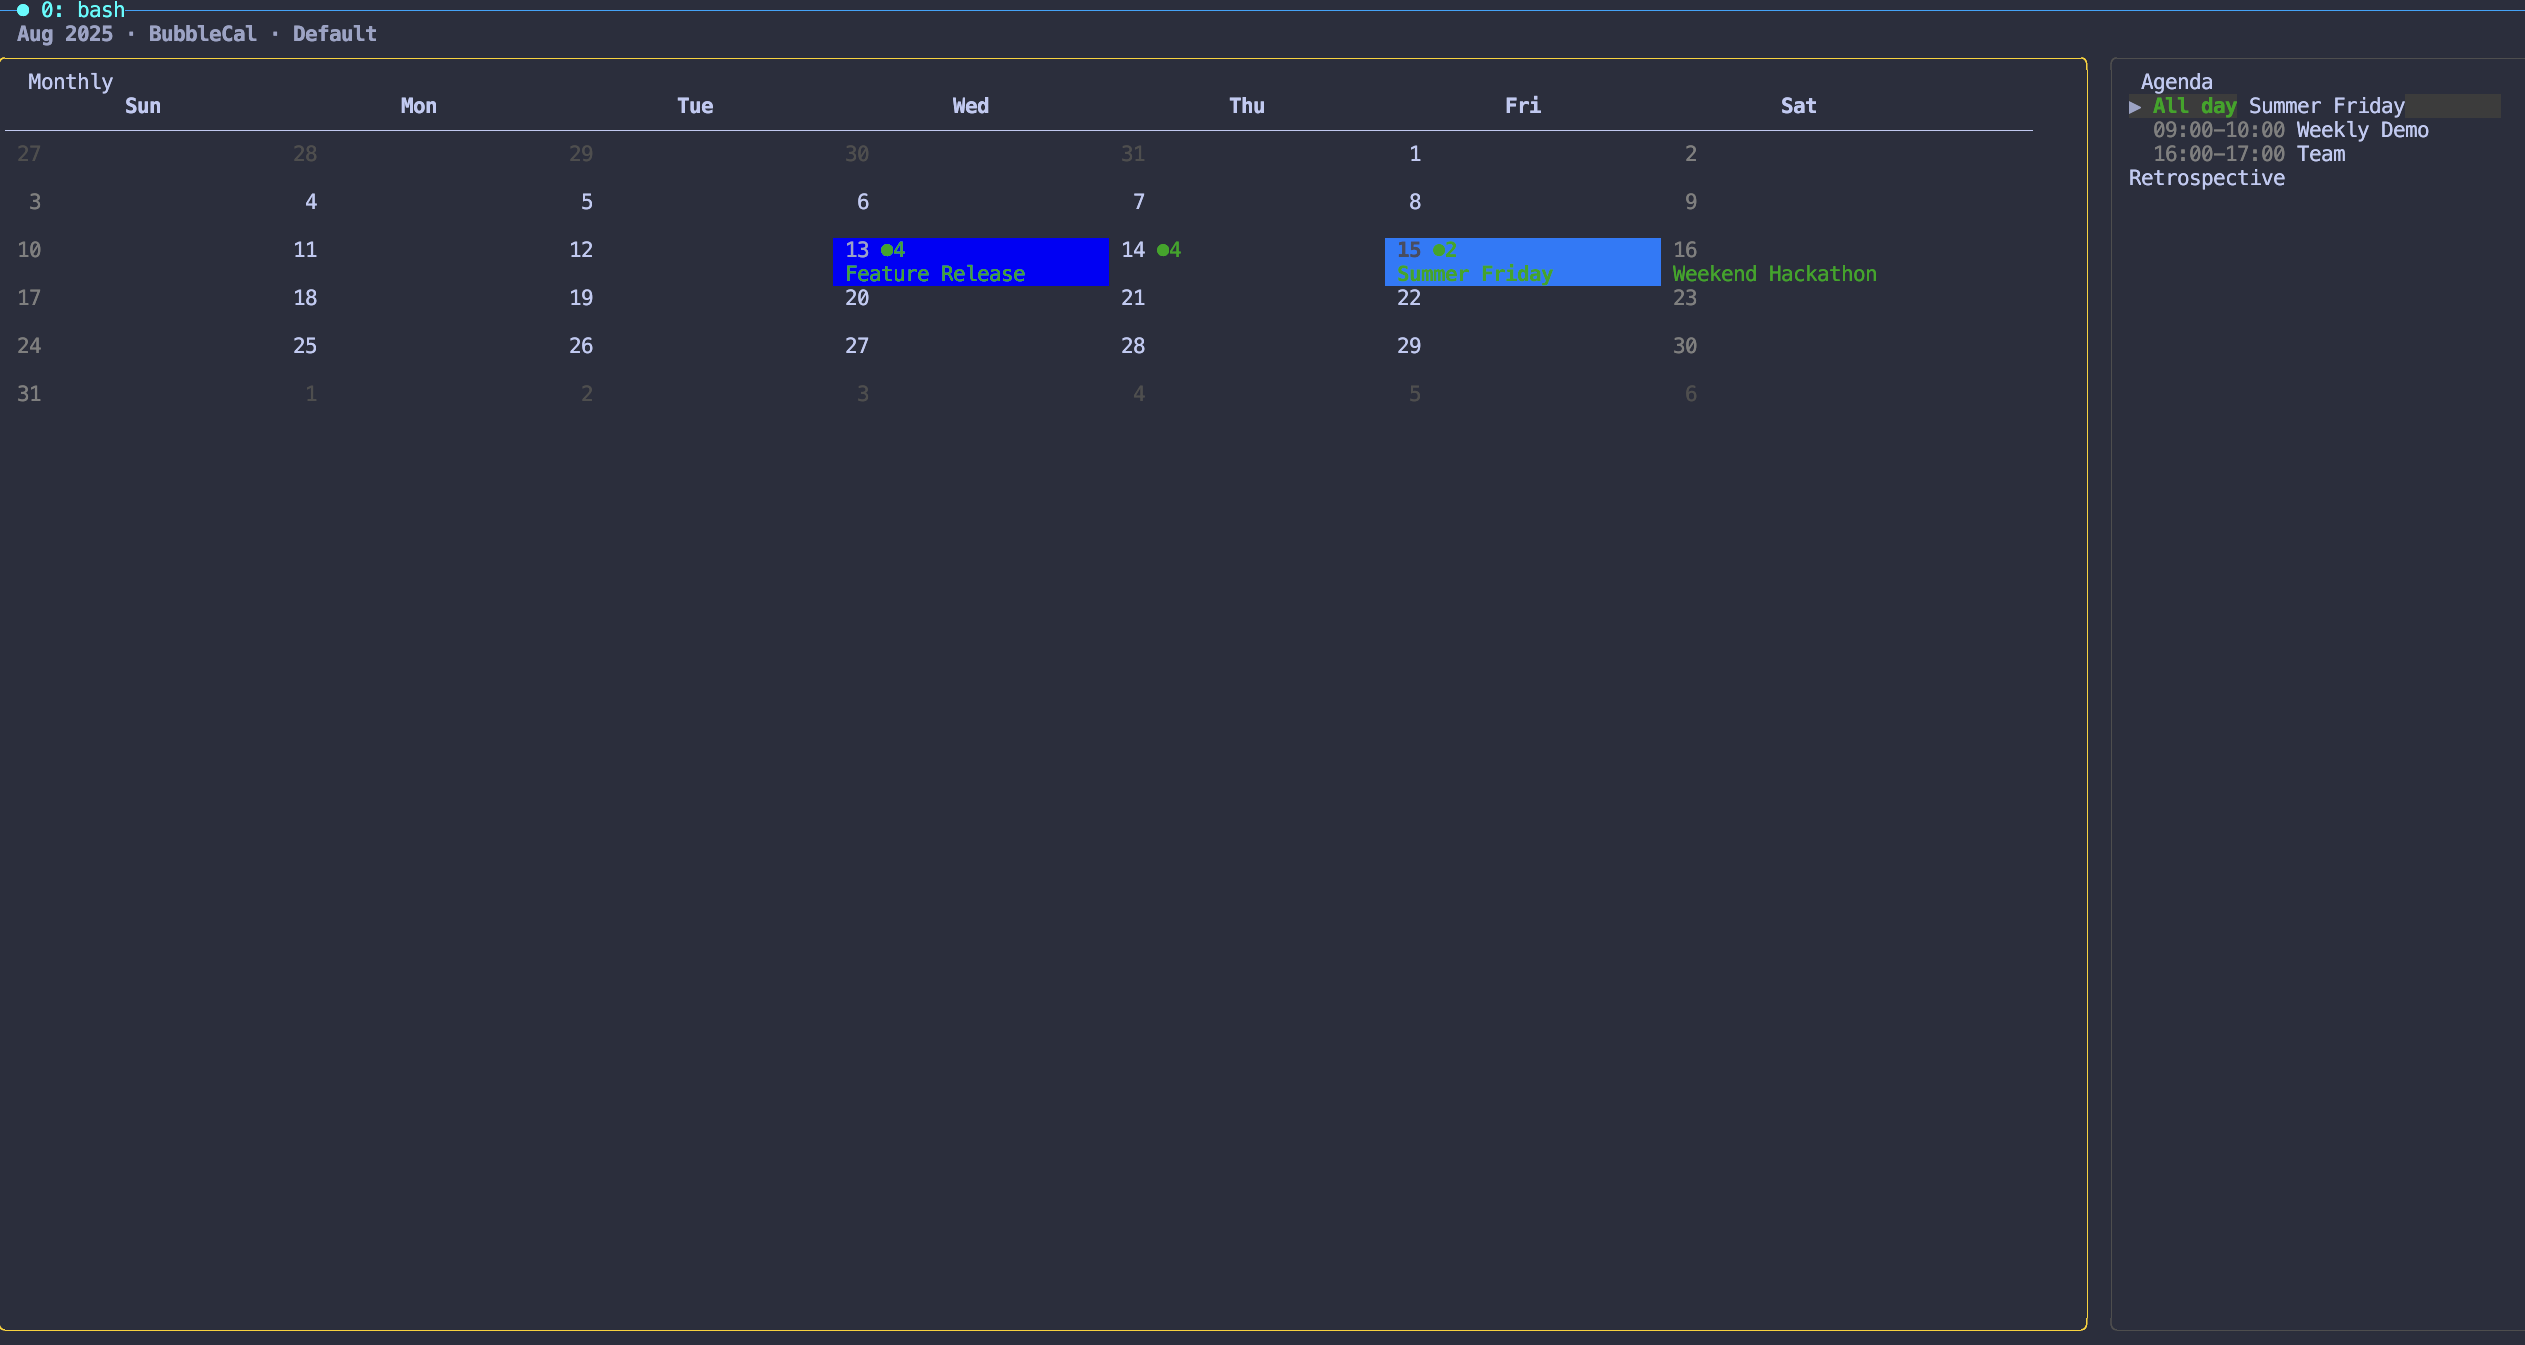 ● 0: bash
Aug 2025 · BubbleCal · Default
Monthly
Sun Mon Tue Wed Thu Fri Sat
27 28 29 30 31 1 2
3 4 5 6 7 8 9
10 11 12 13 ●4 14 ●4 15 ●2 16
Feature Release Summer Friday Weekend Hackathon
17 18 19 20 21 22 23
24 25 26 27 28 29 30
31 1 2 3 4 5 6
Agenda
▶ All day Summer Friday
09:00-10:00 Weekly Demo
16:00-17:00 Team
Retrospective